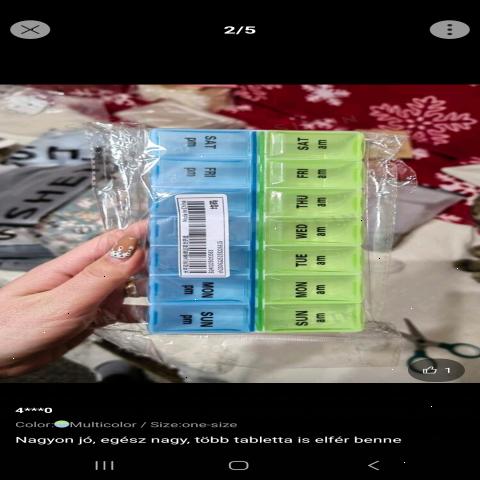 2/5
SAT pm
SAT am
FRI pm
FRI am
THU am
WED am
TUE am
MON pm
MON am
SUN pm
SUN am
SHEIN
1
4***0
Color: Multicolor / Size:one-size
Nagyon jó, egész nagy, több tabletta is elfér benne